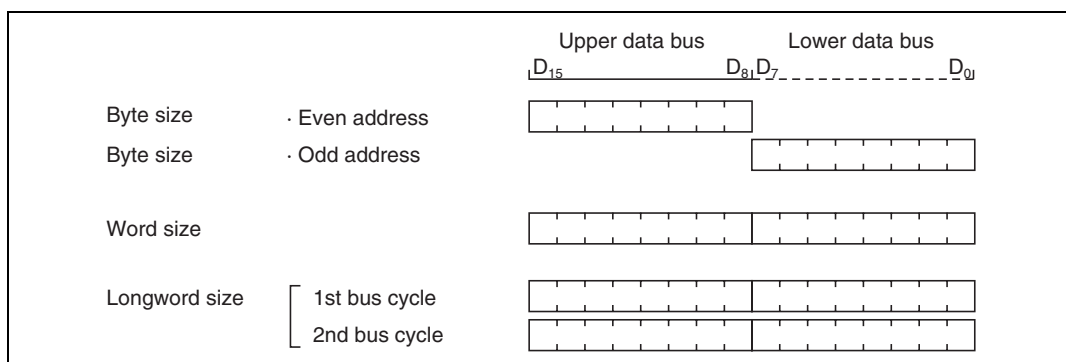 Upper data bus Lower data bus
D15 D8 D7 D0
Byte size · Even address
Byte size · Odd address
Word size
Longword size 1st bus cycle
2nd bus cycle